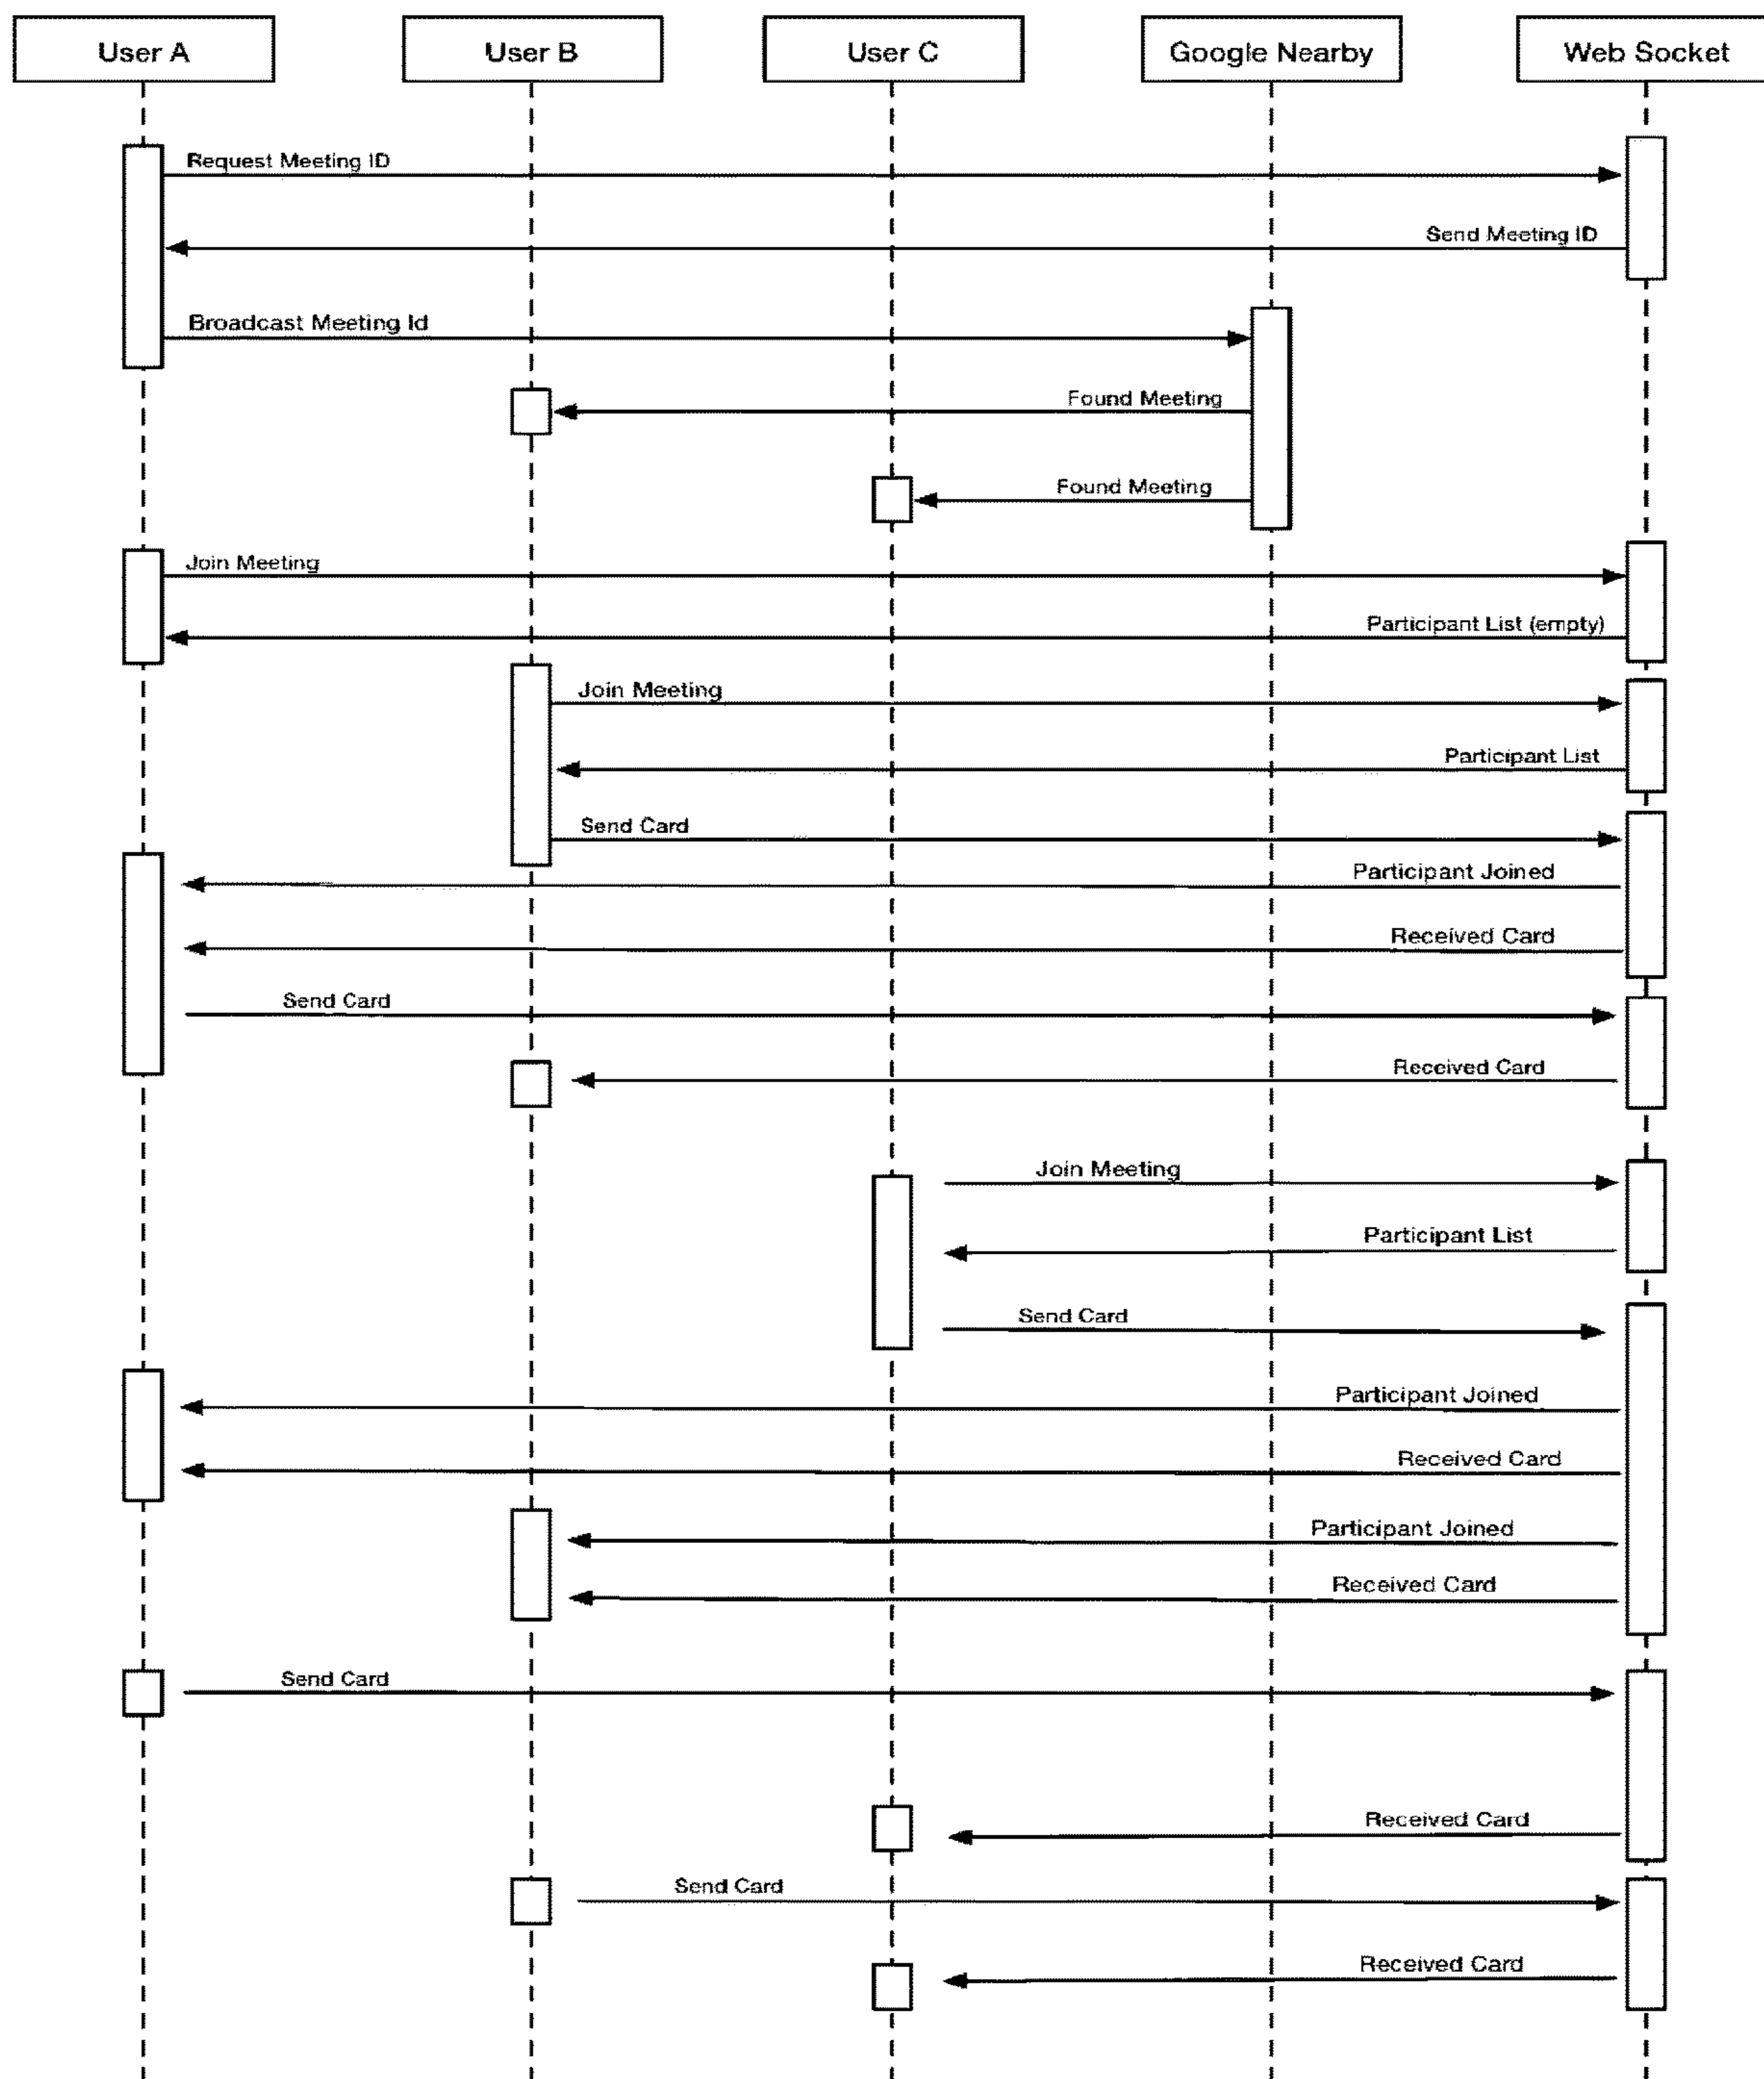 User A
User B
User C
Google Nearby
Web Socket
Request Meeting ID
Send Meeting ID
Broadcast Meeting Id
Found Meeting
Found Meeting
Join Meeting
Participant List (empty)
Join Meeting
Participant List
Send Card
Participant Joined
Received Card
Send Card
Received Card
Join Meeting
Participant List
Send Card
Participant Joined
Received Card
Participant Joined
Received Card
Send Card
Received Card
Send Card
Received Card